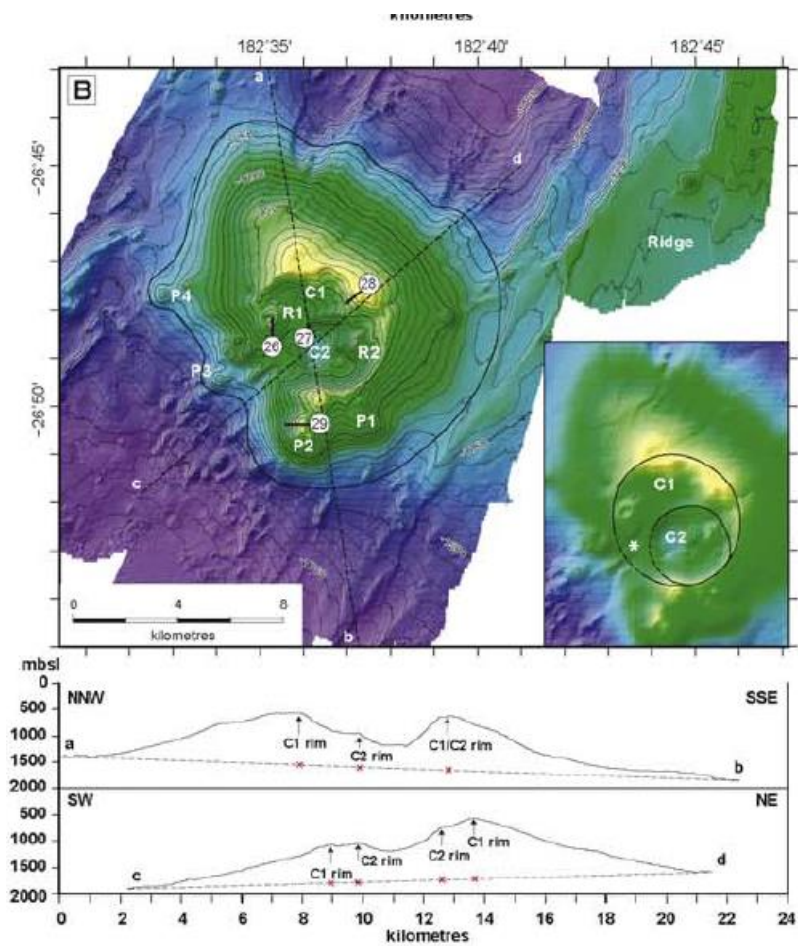 kilometres
182°35' 182°40' 182°45'
B
a
d
-26°45'
Ridge
28
C1
P4
R1
27
26
C2
R2
P3
-26°50'
29
P1
P2
c
C1
C2
*
0 4 8
kilometres
b
mbsl
0
NNW SSE
500
1000
C1 rim
C2 rim
C1/C2 rim
1500
a
b
2000
SW NE
500
1000
C1 rim
C2 rim
C2 rim
C1 rim
1500
c
d
2000
0 2 4 6 8 10 12 14 16 18 20 22 24
kilometres